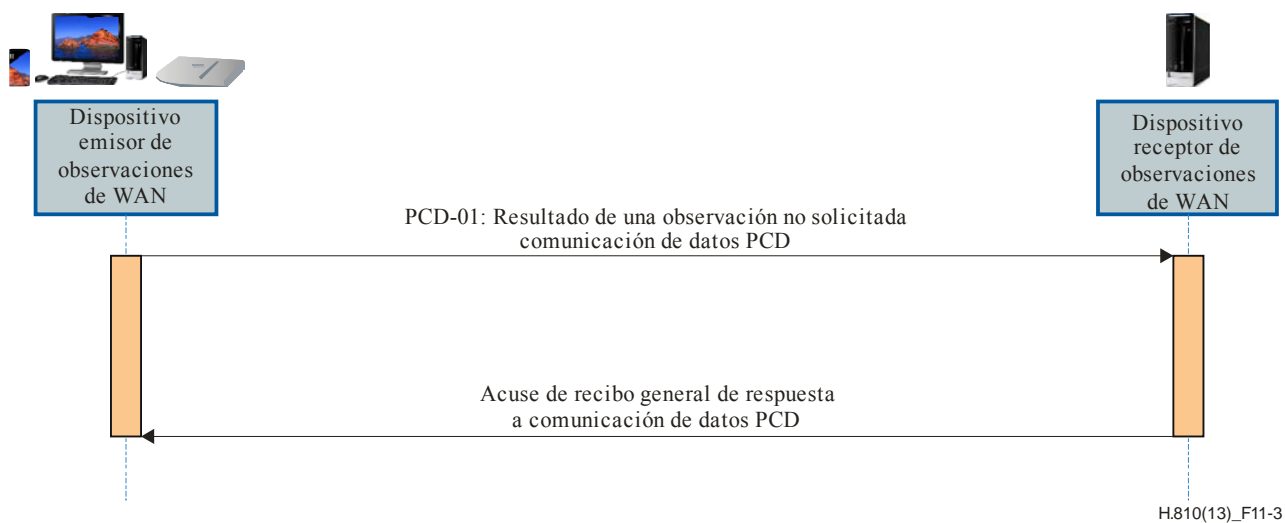 Dispositivo
emisor de
observaciones
de WAN
Dispositivo
receptor de
observaciones
de WAN
PCD-01: Resultado de una observación no solicitada
comunicación de datos PCD
Acuse de recibo general de respuesta
a comunicación de datos PCD
H.810(13)_F11-3